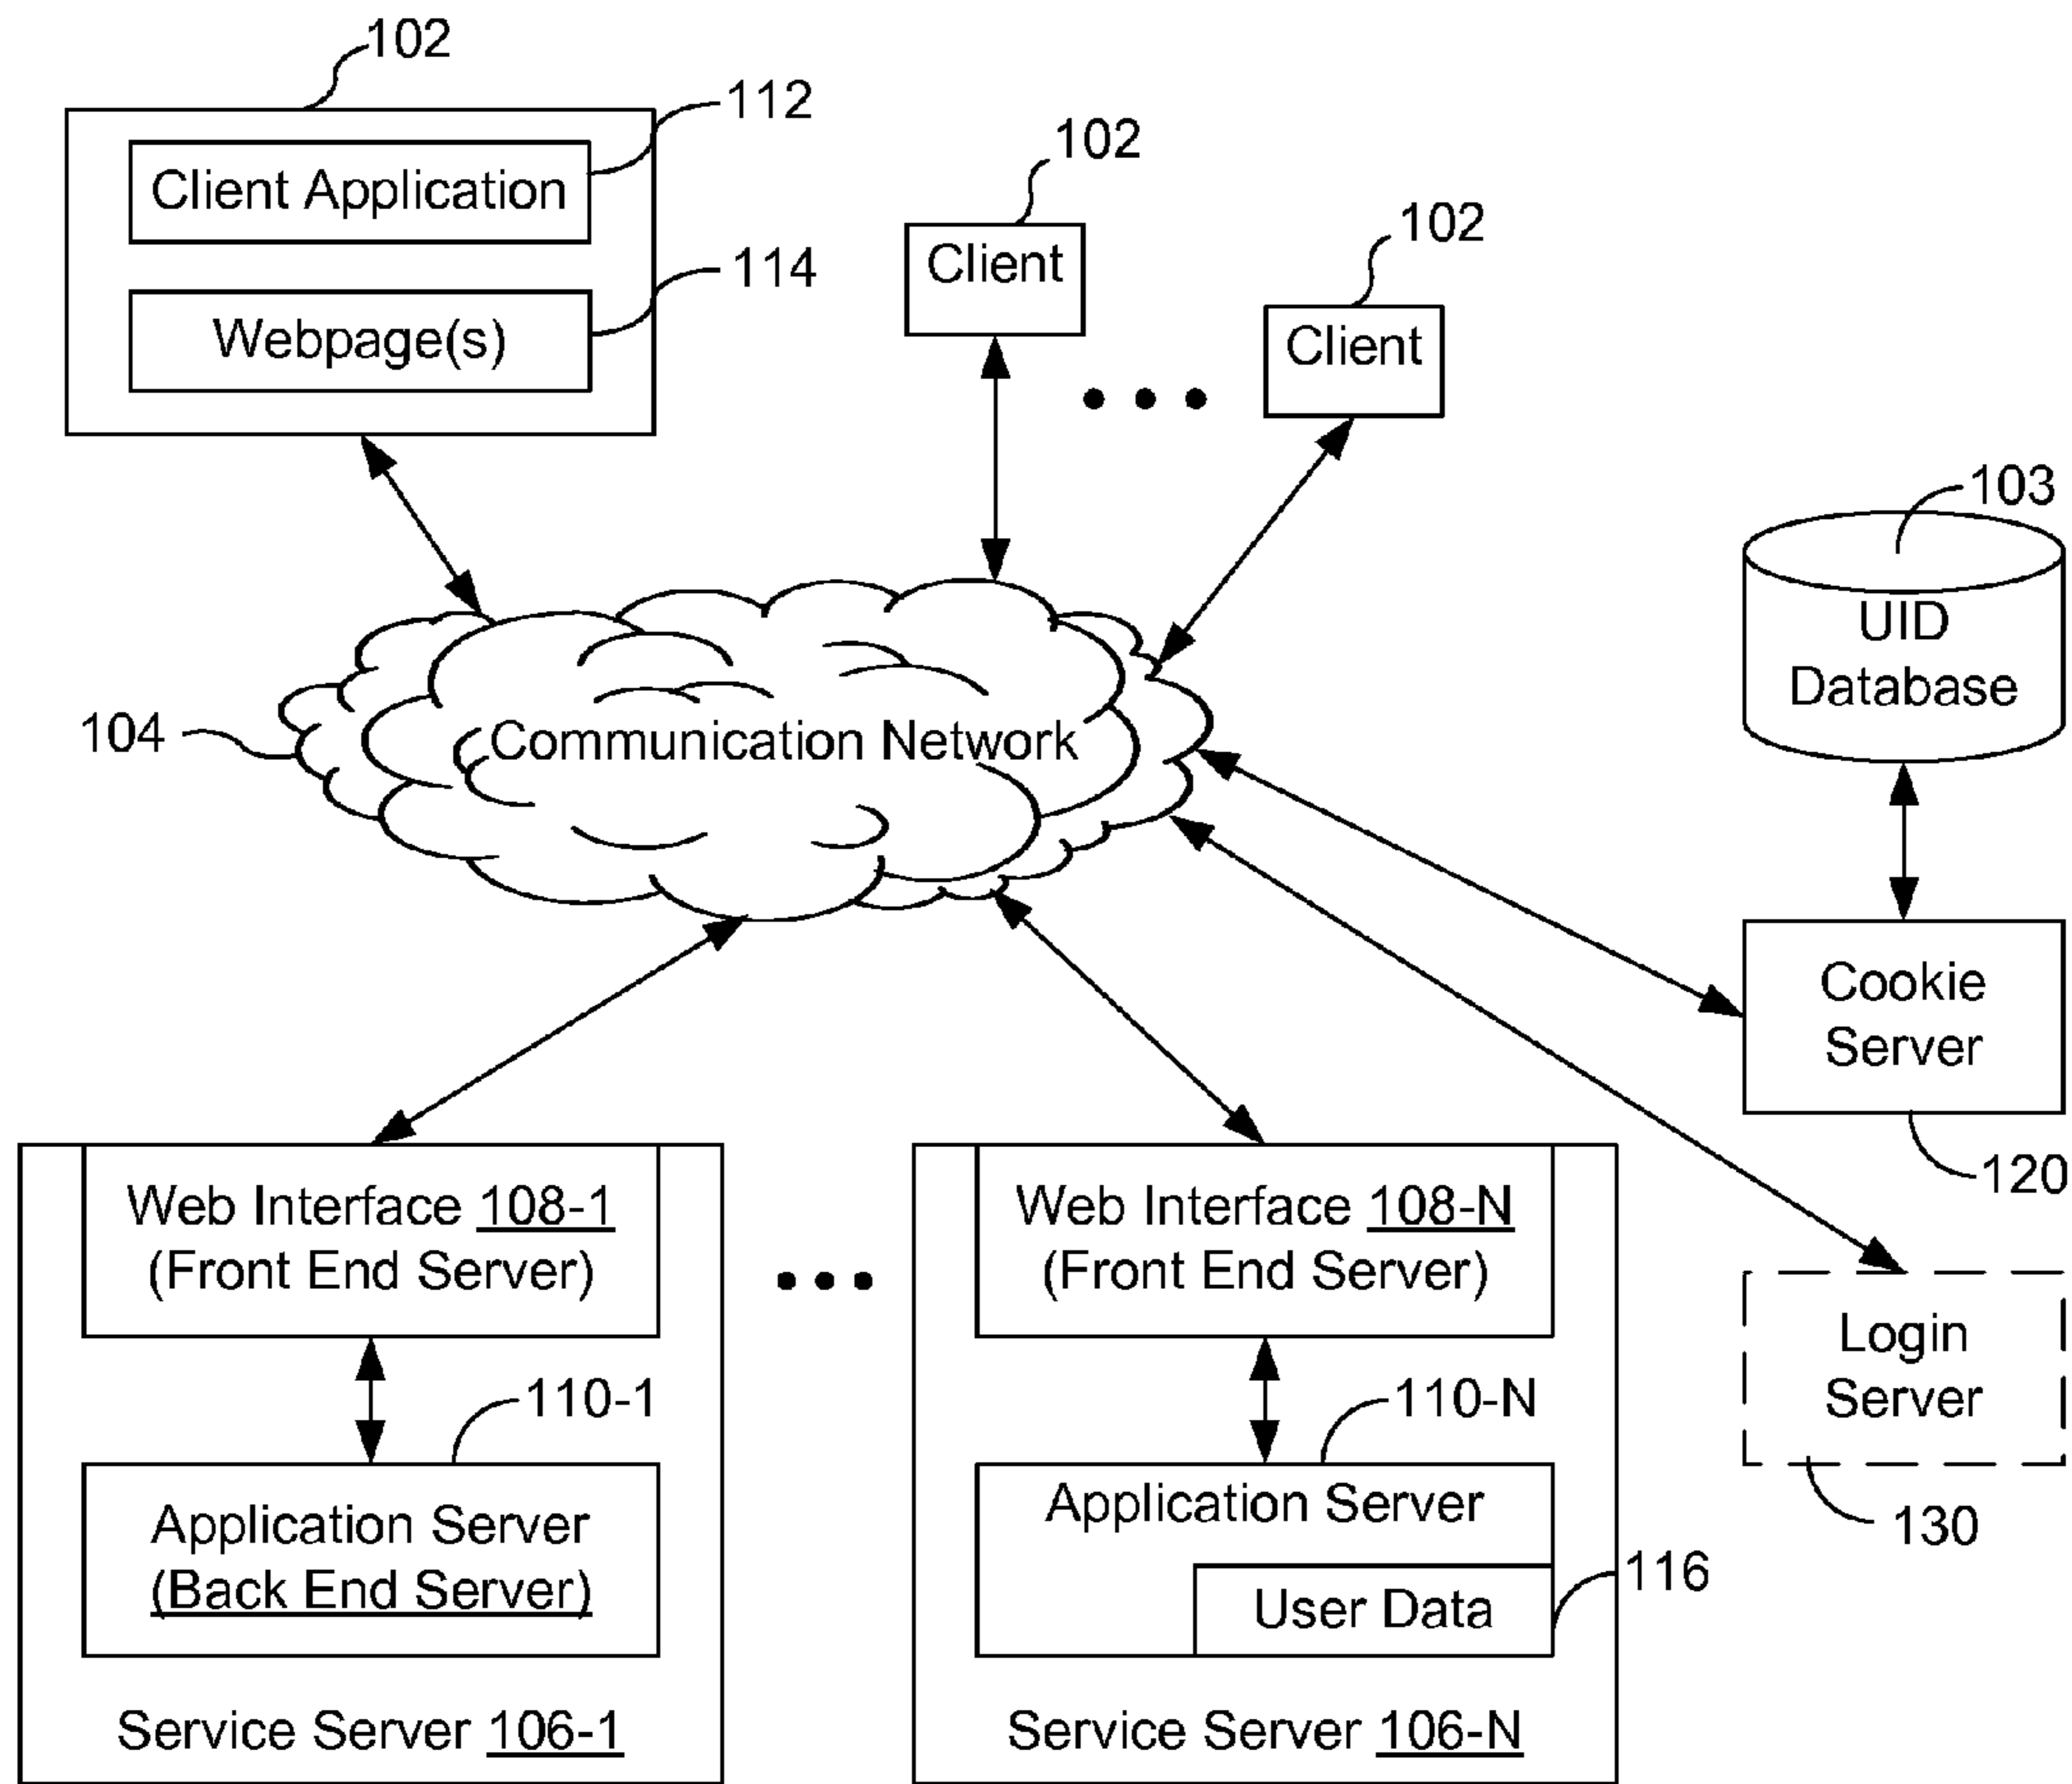 102
112
Client Application
114
Webpage(s)
102
Client
102
Client
103
UID
Database
104
Communication Network
Cookie
Server
120
Web Interface 108-1
(Front End Server)
Web Interface 108-N
(Front End Server)
Login
Server
130
110-1
Application Server
(Back End Server)
110-N
Application Server
User Data
116
Service Server 106-1
Service Server 106-N